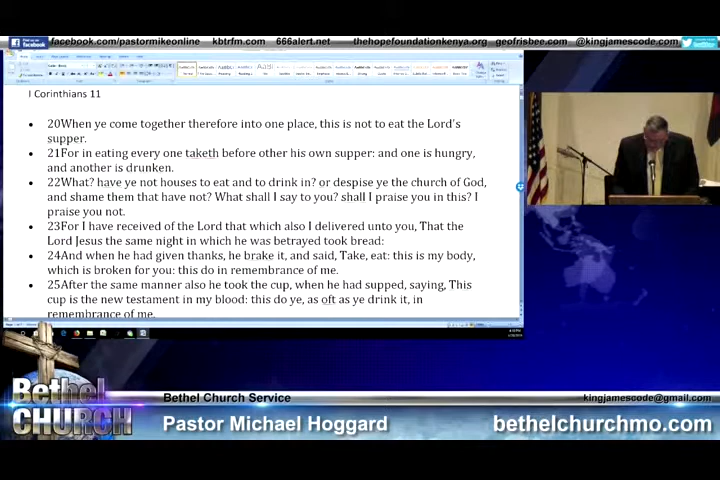 facebook.com/pastormikeonline kbtrfm.com 666alert.net thehopefoundationkenya.org geofrisbee.com @kingjamescode.com
I Corinthians 11
• 20When ye come together therefore into one place, this is not to eat the Lord's
supper.
• 21For in eating every one taketh before other his own supper: and one is hungry,
and another is drunken.
• 22What? have ye not houses to eat and to drink in? or despise ye the church of God,
and shame them that have not? What shall I say to you? shall I praise you in this? I
praise you not.
• 23For I have received of the Lord that which also I delivered unto you, That the
Lord Jesus the same night in which he was betrayed took bread:
• 24And when he had given thanks, he brake it, and said, Take, eat: this is my body,
which is broken for you: this do in remembrance of me.
• 25After the same manner also he took the cup, when he had supped, saying, This
cup is the new testament in my blood: this do ye, as oft as ye drink it, in
remembrance of me.
Bethel
CHURCH
Bethel Church Service
kingjamescode@gmail.com
Pastor Michael Hoggard
bethelchurchmo.com